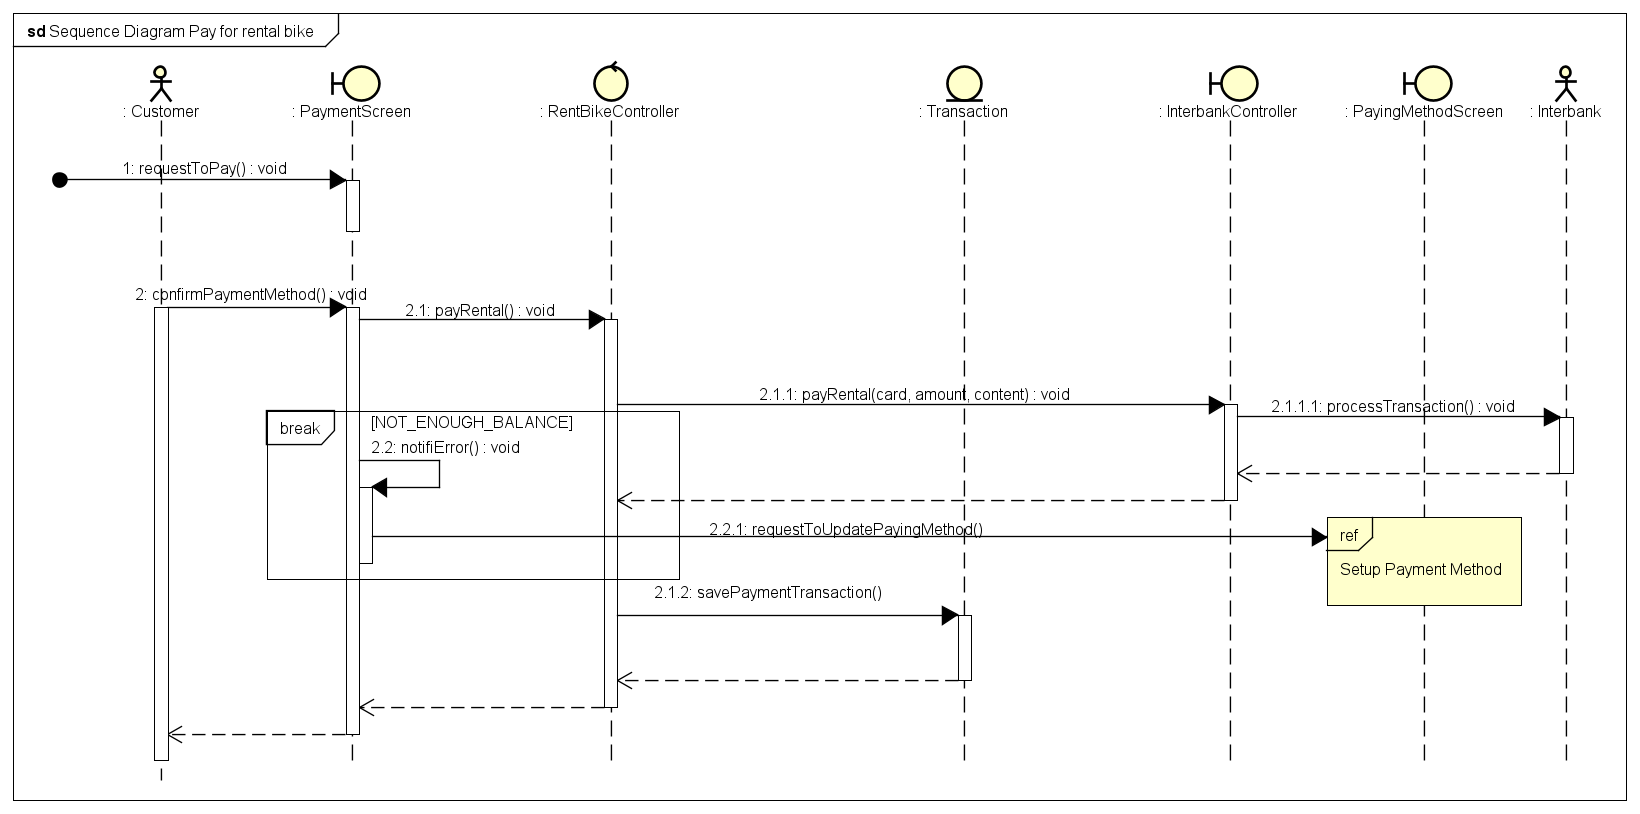 sd Sequence Diagram Pay for rental bike
: Customer
: PaymentScreen
: RentBikeController
: Transaction
: InterbankController
: PayingMethodScreen
: Interbank
1: requestToPay() : void
2: confirmPaymentMethod() : void
2.1: payRental() : void
2.1.1: payRental(card, amount, content) : void
2.1.1.1: processTransaction() : void
break
[NOT_ENOUGH_BALANCE]
2.2: notifiError() : void
2.2.1: requestToUpdatePayingMethod()
ref
Setup Payment Method
2.1.2: savePaymentTransaction()